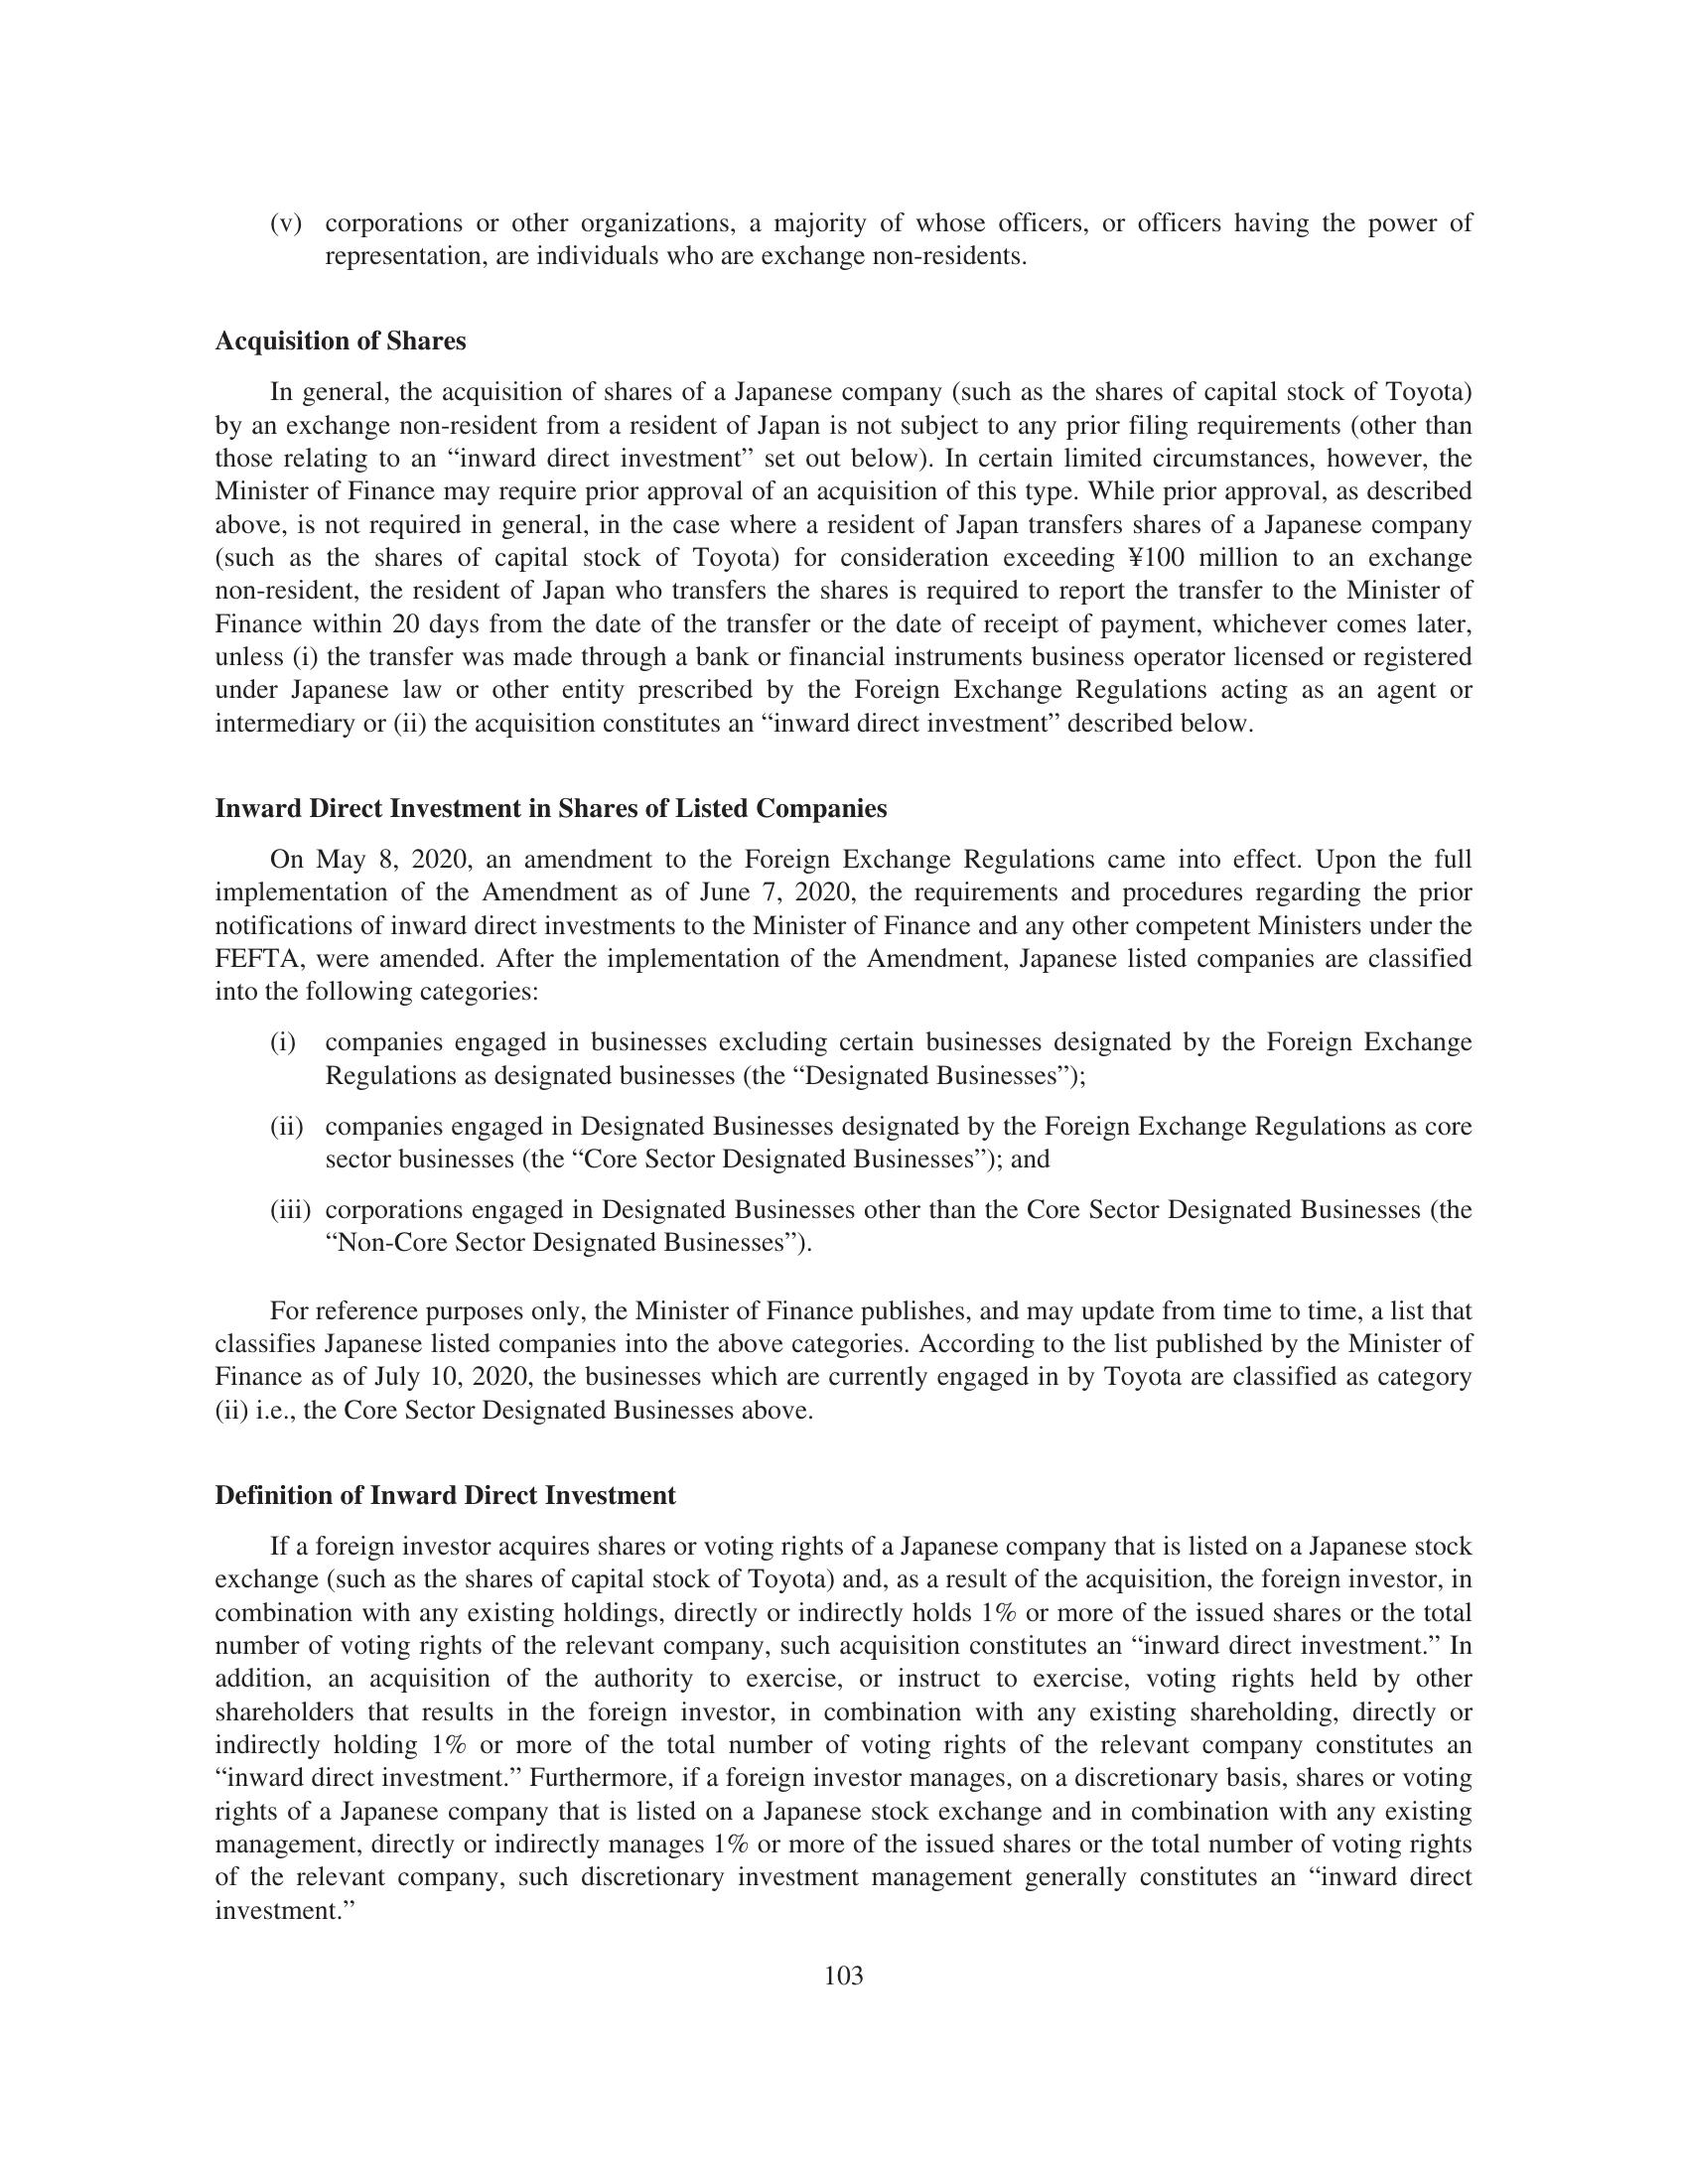 (v) corporations or other organizations, a majority of whose officers, or officers having the power of
representation, are individuals who are exchange non-residents.
Acquisition of Shares
In general, the acquisition of shares of a Japanese company (such as the shares of capital stock of Toyota)
by an exchange non-resident from a resident of Japan is not subject to any prior filing requirements (other than
those relating to an “inward direct investment” set out below). In certain limited circumstances, however, the
Minister of Finance may require prior approval of an acquisition of this type. While prior approval, as described
above, is not required in general, in the case where a resident of Japan transfers shares of a Japanese company
(such as the shares of capital stock of Toyota) for consideration exceeding ¥100 million to an exchange
non-resident, the resident of Japan who transfers the shares is required to report the transfer to the Minister of
Finance within 20 days from the date of the transfer or the date of receipt of payment, whichever comes later,
unless (i) the transfer was made through a bank or financial instruments business operator licensed or registered
under Japanese law or other entity prescribed by the Foreign Exchange Regulations acting as an agent or
intermediary or (ii) the acquisition constitutes an “inward direct investment” described below.
Inward Direct Investment in Shares of Listed Companies
On May 8, 2020, an amendment to the Foreign Exchange Regulations came into effect. Upon the full
implementation of the Amendment as of June 7, 2020, the requirements and procedures regarding the prior
notifications of inward direct investments to the Minister of Finance and any other competent Ministers under the
FEFTA, were amended. After the implementation of the Amendment, Japanese listed companies are classified
into the following categories:
(i) companies engaged in businesses excluding certain businesses designated by the Foreign Exchange
Regulations as designated businesses (the “Designated Businesses”);
(ii) companies engaged in Designated Businesses designated by the Foreign Exchange Regulations as core
sector businesses (the “Core Sector Designated Businesses”); and
(iii) corporations engaged in Designated Businesses other than the Core Sector Designated Businesses (the
“Non-Core Sector Designated Businesses”).
For reference purposes only, the Minister of Finance publishes, and may update from time to time, a list that
classifies Japanese listed companies into the above categories. According to the list published by the Minister of
Finance as of July 10, 2020, the businesses which are currently engaged in by Toyota are classified as category
(ii) i.e., the Core Sector Designated Businesses above.
Definition of Inward Direct Investment
If a foreign investor acquires shares or voting rights of a Japanese company that is listed on a Japanese stock
exchange (such as the shares of capital stock of Toyota) and, as a result of the acquisition, the foreign investor, in
combination with any existing holdings, directly or indirectly holds 1% or more of the issued shares or the total
number of voting rights of the relevant company, such acquisition constitutes an “inward direct investment.” In
addition, an acquisition of the authority to exercise, or instruct to exercise, voting rights held by other
shareholders that results in the foreign investor, in combination with any existing shareholding, directly or
indirectly holding 1% or more of the total number of voting rights of the relevant company constitutes an
“inward direct investment.” Furthermore, if a foreign investor manages, on a discretionary basis, shares or voting
rights of a Japanese company that is listed on a Japanese stock exchange and in combination with any existing
management, directly or indirectly manages 1% or more of the issued shares or the total number of voting rights
of the relevant company, such discretionary investment management generally constitutes an “inward direct
investment.”
103